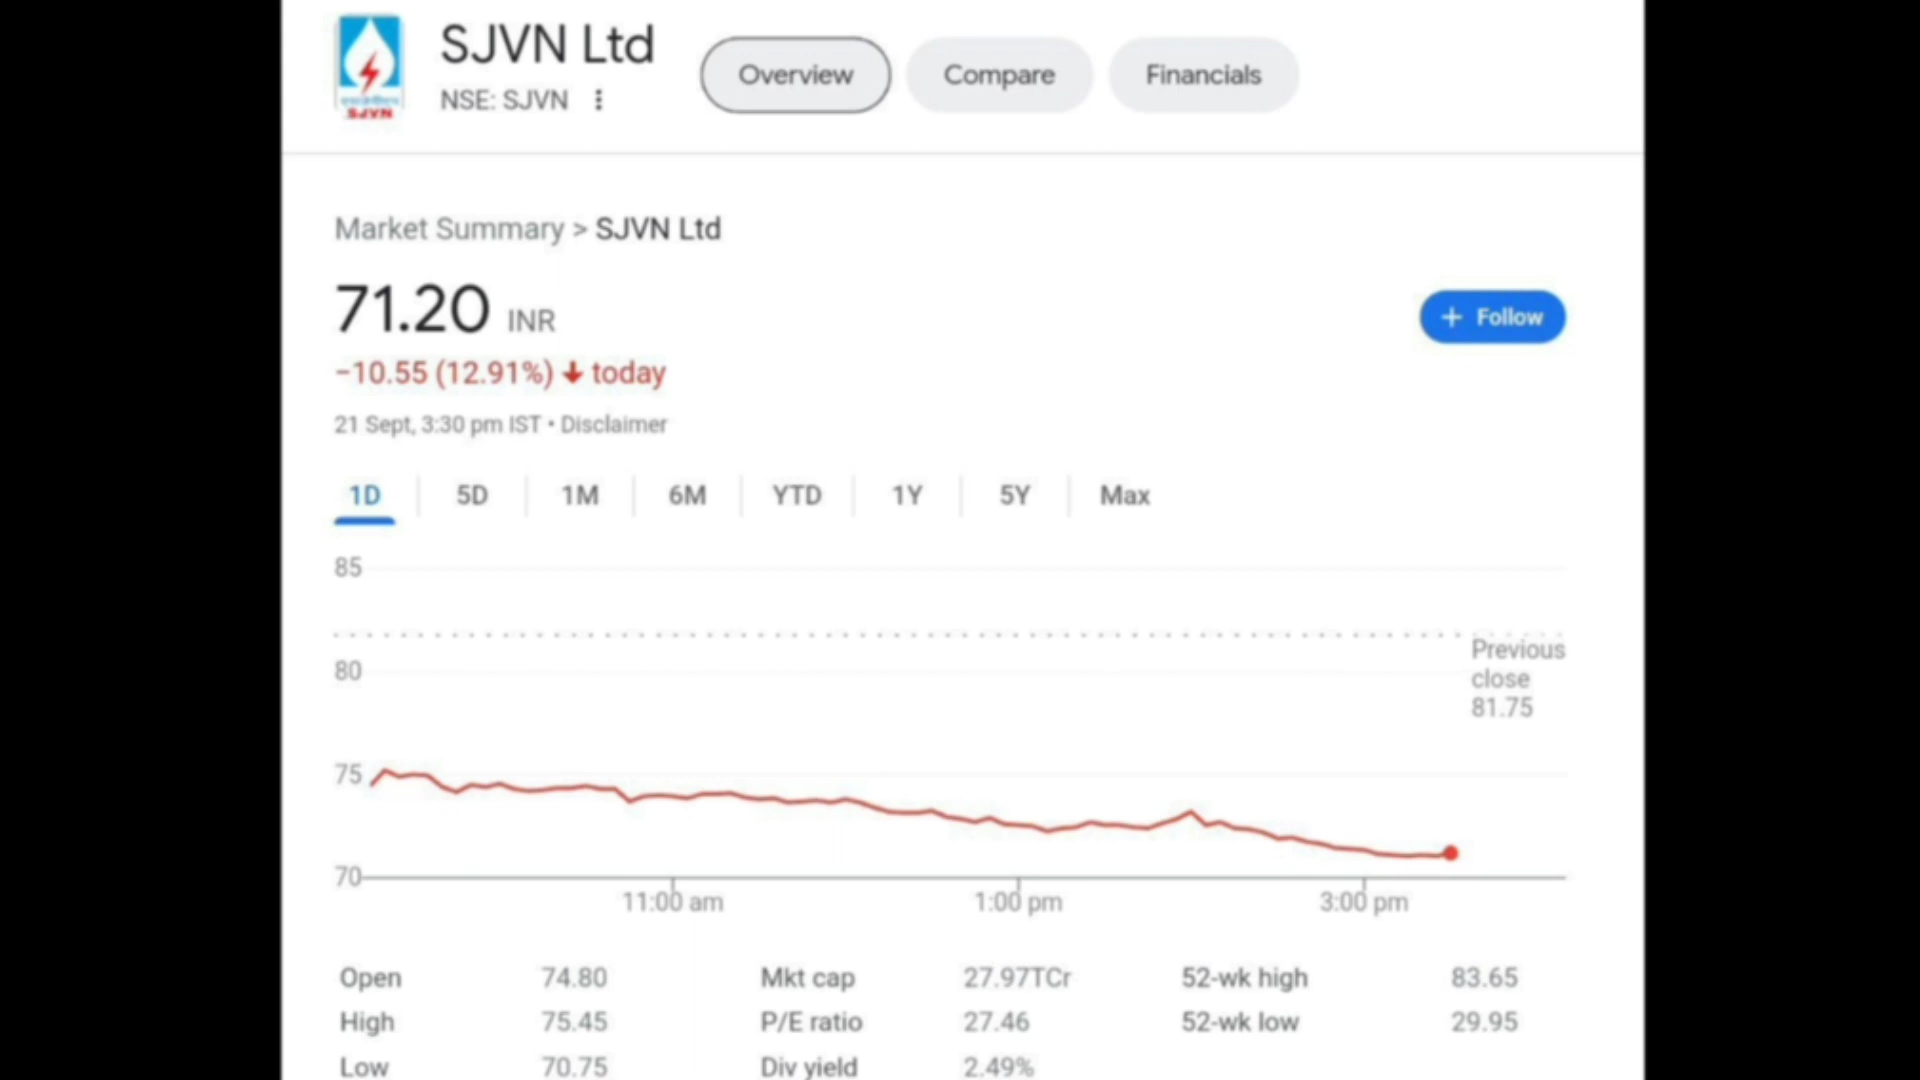 SJVN Ltd
NSE: SJVN
Overview
Compare
Financials
SJVN
Market Summary > SJVN Ltd
71.20 INR
+ Follow
−10.55 (12.91%) ↓ today
21 Sept, 3:30 pm IST • Disclaimer
1D 5D 1M 6M YTD 1Y 5Y Max
85
80
75
70
Previous
close
81.75
11:00 am 1:00 pm 3:00 pm
Open 74.80 Mkt cap 27.97TCr 52-wk high 83.65
High 75.45 P/E ratio 27.46 52-wk low 29.95
Low 70.75 Div yield 2.49%